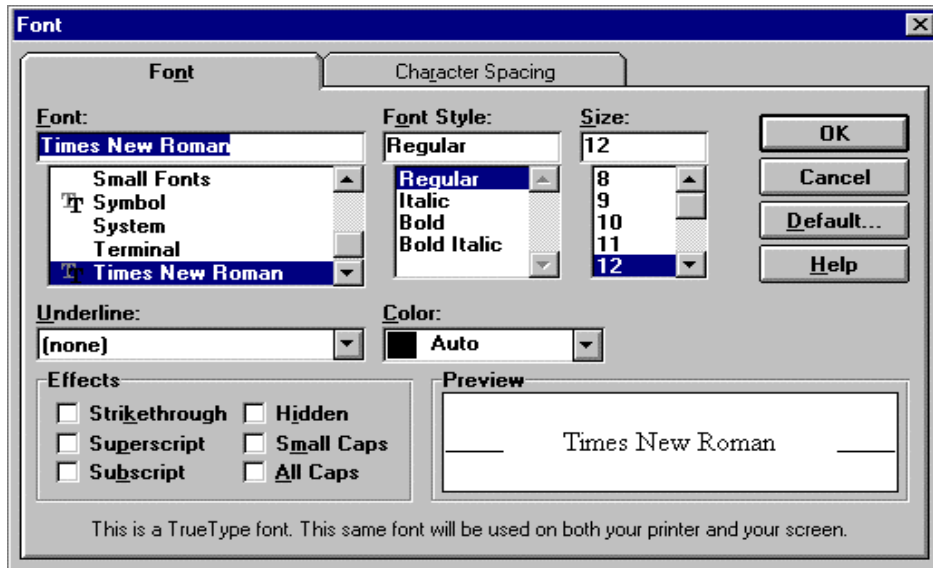 Font
Font
Character Spacing
Font:
Font Style:
Size:
Times New Roman
Regular
12
Small Fonts
Symbol
System
Terminal
Times New Roman
Regular
Italic
Bold
Bold Italic
8
9
10
11
12
OK
Cancel
Default...
Help
Underline:
Color:
(none)
Auto
Effects
Strikethrough
Hidden
Superscript
Small Caps
Subscript
All Caps
Preview
Times New Roman
This is a TrueType font. This same font will be used on both your printer and your screen.